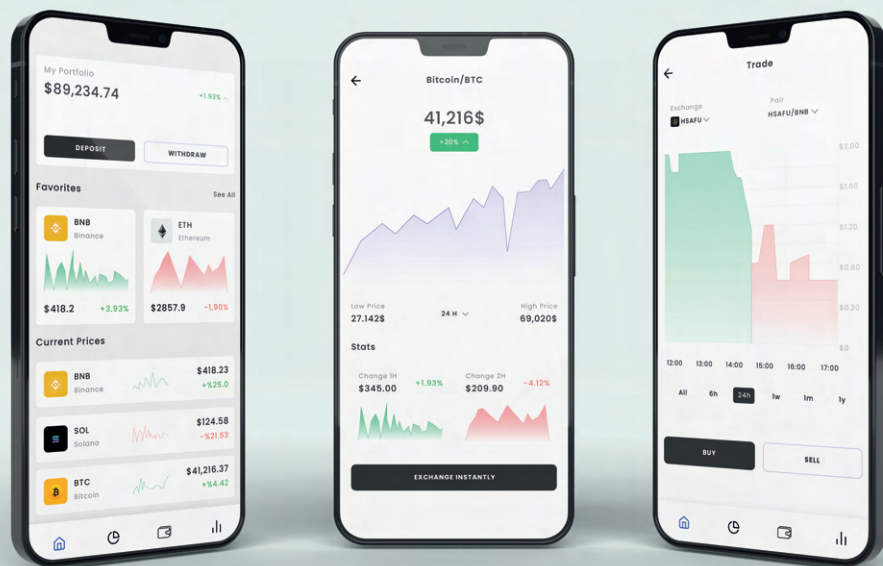 My Portfolio
$89,234.74
+1.93%
DEPOSIT
WITHDRAW
Favorites
See All
BNB
Binance
$418.2
+3.93%
ETH
Ethereum
$2857.9
-1.90%
Current Prices
BNB
Binance
$418.23
+%25.0
SOL
Solana
$124.58
-%21.53
BTC
Bitcoin
$41,216.37
+%4.42
Bitcoin/BTC
41,216$
+20%
Low Price
27.142$
24 H
High Price
69,020$
Stats
Change 1H
$345.00
+1.93%
Change 2H
$209.90
-4.12%
EXCHANGE INSTANTLY
Trade
Exchange
HSAFU
Pair
HSAFU/BNB
$2.00
$1.60
$1.20
$0.80
$0.20
$0
12:00 13:00 14:00 15:00 16:00 17:00
All 6h 24h 1w 1m 1y
BUY
SELL